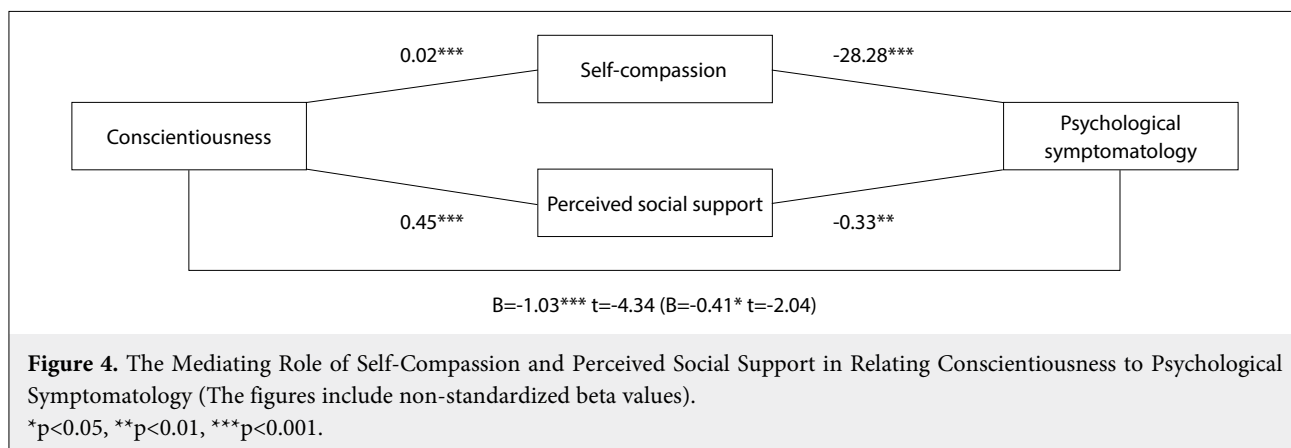 0.02***
-28.28***
Self-compassion
Conscientiousness
Psychological
symptomatology
Perceived social support
0.45***
-0.33**
B=-1.03*** t=-4.34 (B=-0.41* t=-2.04)
Figure 4. The Mediating Role of Self-Compassion and Perceived Social Support in Relating Conscientiousness to Psychological
Symptomatology (The figures include non-standardized beta values).
*p<0.05, **p<0.01, ***p<0.001.